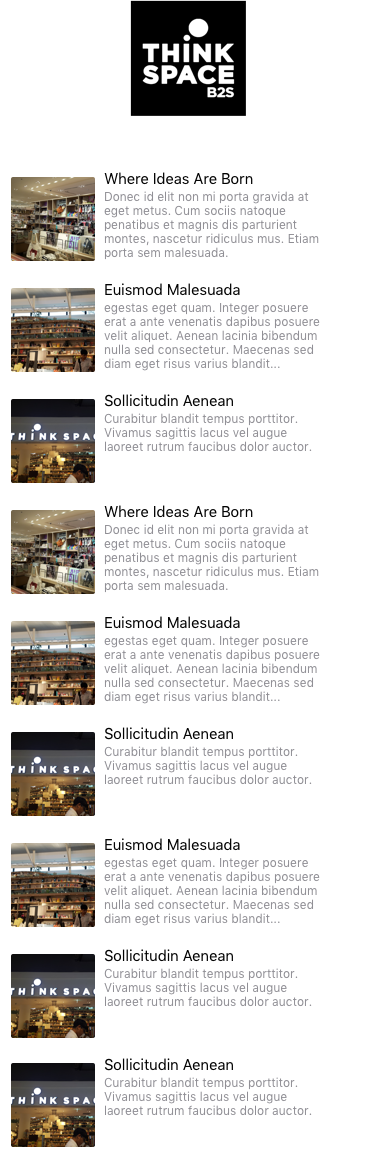 THINK
SPACE
B2S
Where Ideas Are Born
Donec id elit non mi porta gravida at
eget metus. Cum sociis natoque
penatibus et magnis dis parturient
montes, nascetur ridiculus mus. Etiam
porta sem malesuada.
Euismod Malesuada
egestas eget quam. Integer posuere
erat a ante venenatis dapibus posuere
velit aliquet. Aenean lacinia bibendum
nulla sed consectetur. Maecenas sed
diam eget risus varius blandit...
THINK SPAC
Sollicitudin Aenean
Curabitur blandit tempus porttitor.
Vivamus sagittis lacus vel augue
laoreet rutrum faucibus dolor auctor.
Where Ideas Are Born
Donec id elit non mi porta gravida at
eget metus. Cum sociis natoque
penatibus et magnis dis parturient
montes, nascetur ridiculus mus. Etiam
porta sem malesuada.
Euismod Malesuada
egestas eget quam. Integer posuere
erat a ante venenatis dapibus posuere
velit aliquet. Aenean lacinia bibendum
nulla sed consectetur. Maecenas sed
diam eget risus varius blandit...
THINK SPAC
Sollicitudin Aenean
Curabitur blandit tempus porttitor.
Vivamus sagittis lacus vel augue
laoreet rutrum faucibus dolor auctor.
Euismod Malesuada
egestas eget quam. Integer posuere
erat a ante venenatis dapibus posuere
velit aliquet. Aenean lacinia bibendum
nulla sed consectetur. Maecenas sed
diam eget risus varius blandit...
THINK SPAC
Sollicitudin Aenean
Curabitur blandit tempus porttitor.
Vivamus sagittis lacus vel augue
laoreet rutrum faucibus dolor auctor.
THINK SPAC
Sollicitudin Aenean
Curabitur blandit tempus porttitor.
Vivamus sagittis lacus vel augue
laoreet rutrum faucibus dolor auctor.